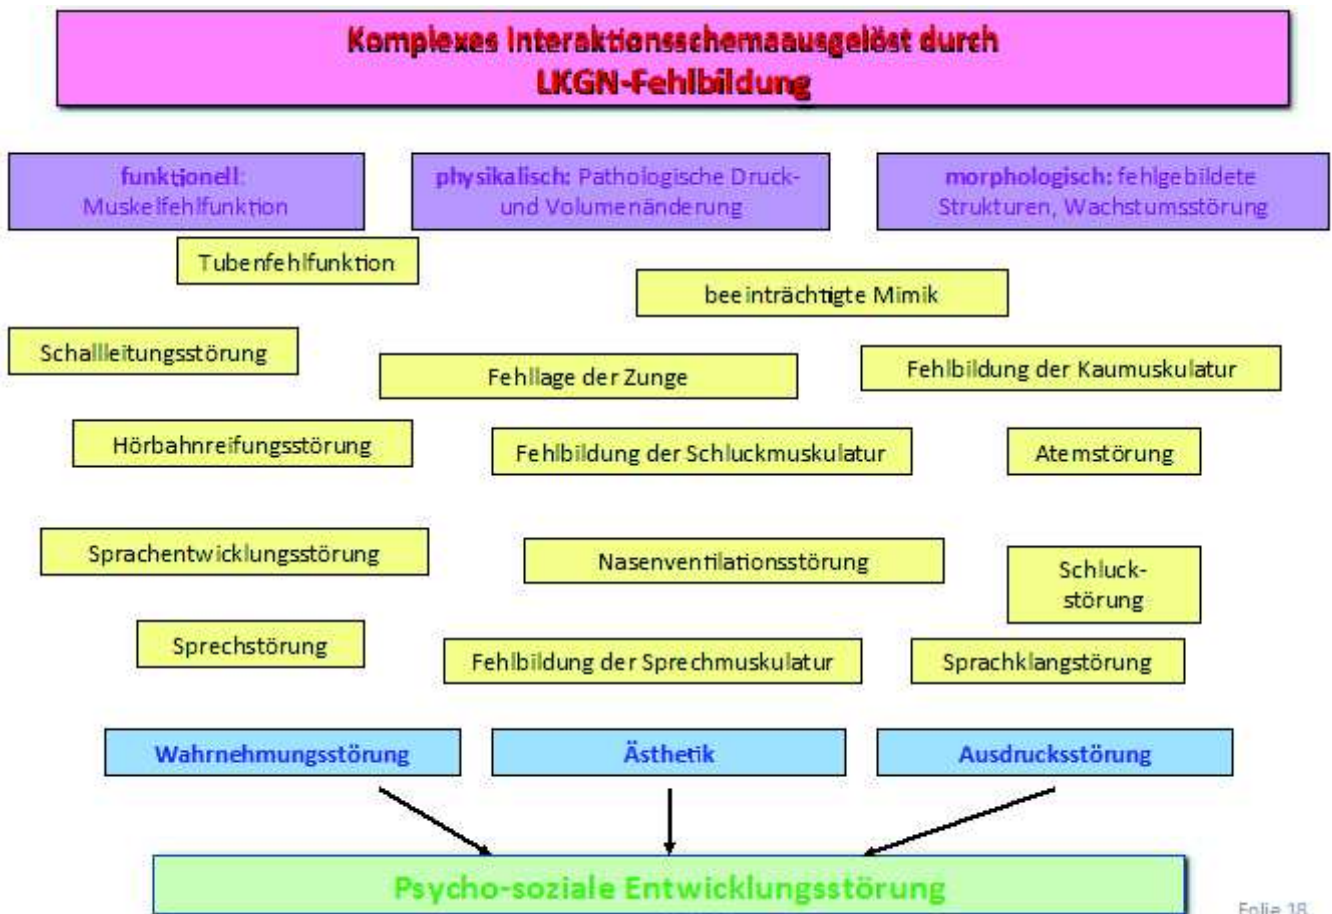 Komplexes Interaktionsschemaausgelöst durch
LKGN-Fehlbildung
funktionell:
Muskelfehlfunktion
physikalisch: Pathologische Druck-
und Volumenänderung
morphologisch: fehlgebildete
Strukturen, Wachstumsstörung
Tubenfehlfunktion
beeinträchtigte Mimik
Schallleitungsstörung
Fehllage der Zunge
Fehlbildung der Kaumuskulatur
Hörbahnreifungsstörung
Fehlbildung der Schluckmuskulatur
Atemstörung
Sprachentwicklungsstörung
Nasenventilationsstörung
Schluck-
störung
Sprechstörung
Fehlbildung der Sprechmuskulatur
Sprachklangstörung
Wahrnehmungsstörung
Ästhetik
Ausdrucksstörung
Psycho-soziale Entwicklungsstörung
Folie 18